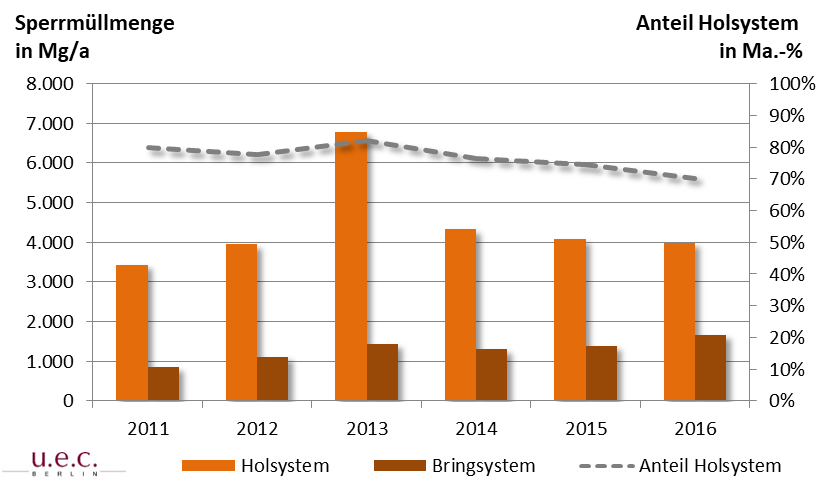 Sperrmüllmenge
in Mg/a
Anteil Holsystem
in Ma.-%
8.000
7.000
6.000
5.000
4.000
3.000
2.000
1.000
0
100%
90%
80%
70%
60%
50%
40%
30%
20%
10%
0%
2011 2012 2013 2014 2015 2016
Holsystem Bringsystem Anteil Holsystem
u.e.c.
BERLIN